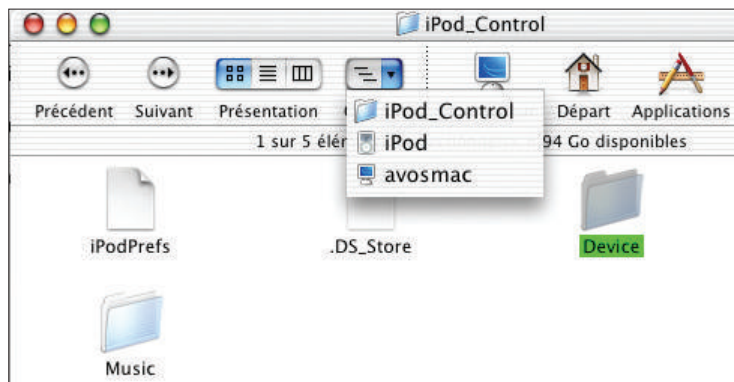 iPod_Control
Précédent Suivant Présentation Départ Applications
iPod_Control
iPod
avosmac
1 sur 5 94 Go disponibles
iPodPrefs .DS_Store Device
Music